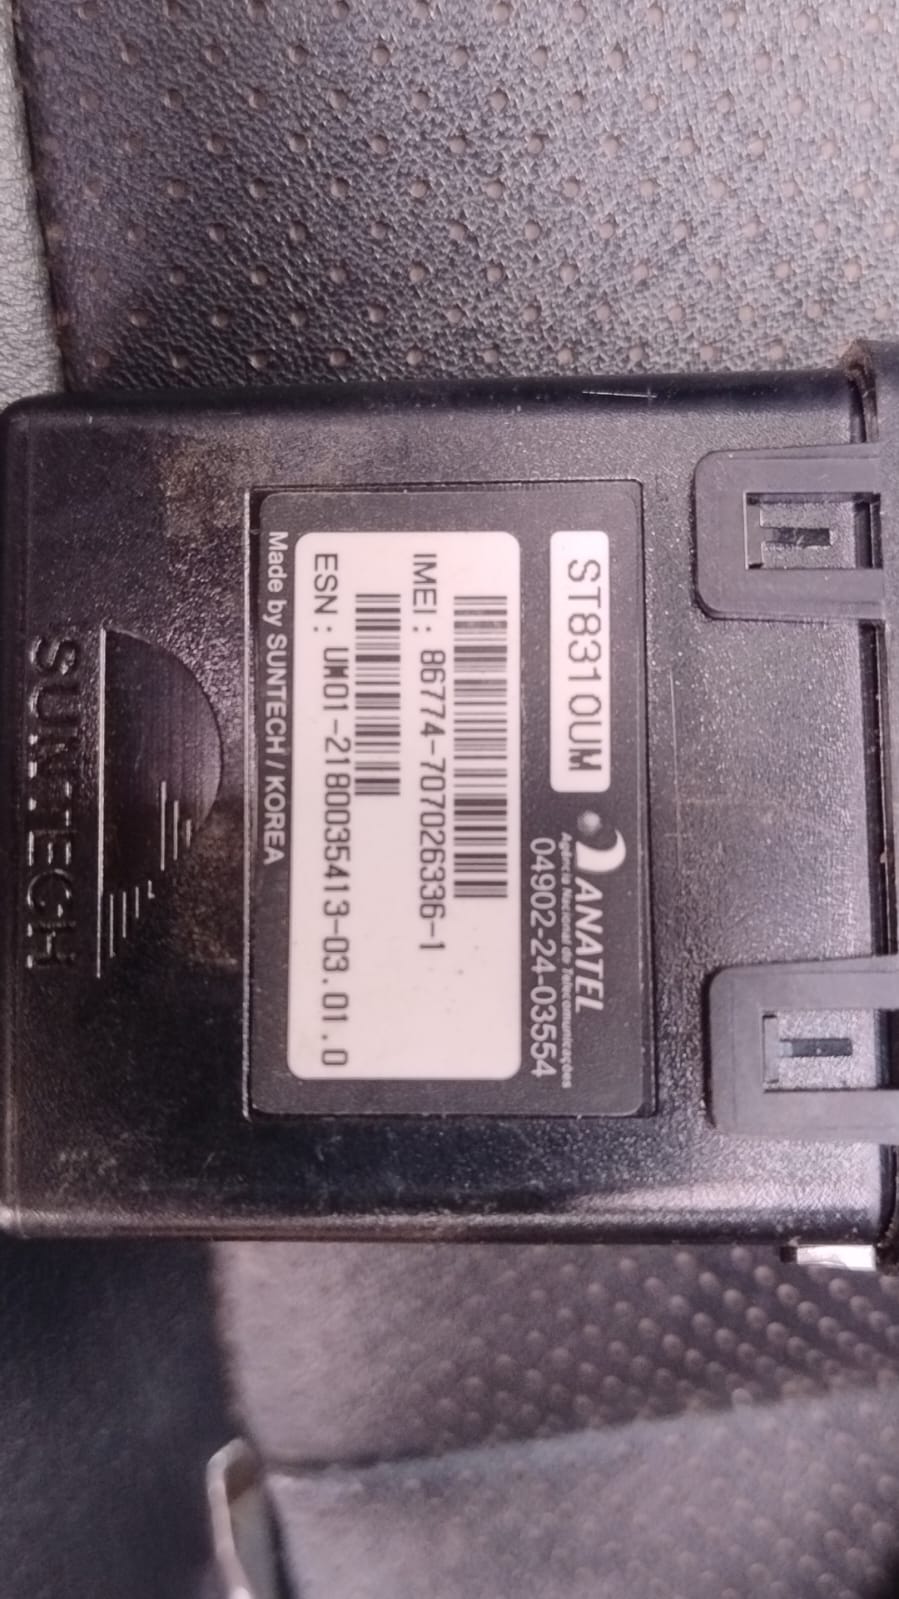 ST8310UM
ANATEL
Agência Nacional de Telecomunicações
04902-24-03554
IMEI: 86774-707026336-1
ESN: UW01-2180035413-03.01.0
Made by SUNTECH / KOREA
SUNTECH